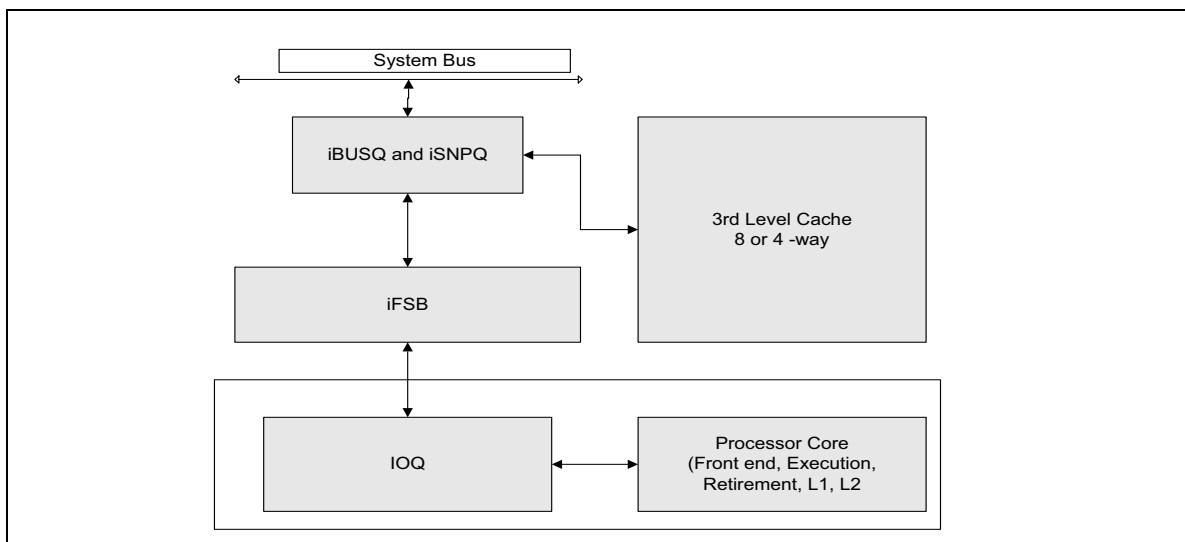 System Bus
iBUSQ and iSNPQ
3rd Level Cache
8 or 4 -way
iFSB
IOQ
Processor Core
(Front end, Execution,
Retirement, L1, L2